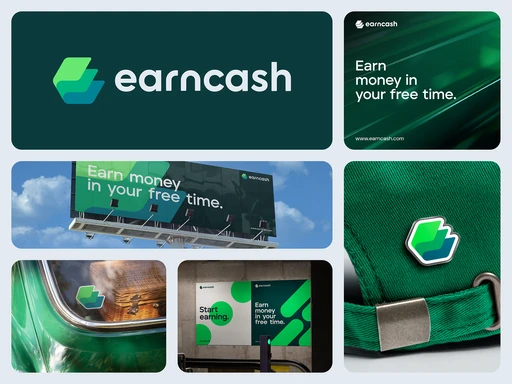 earncash
earncash
Earn
money in
your free time.
www.earncash.com
Earn money
in your free time.
earncash
Start
earning.
Earn
money in
your free time.